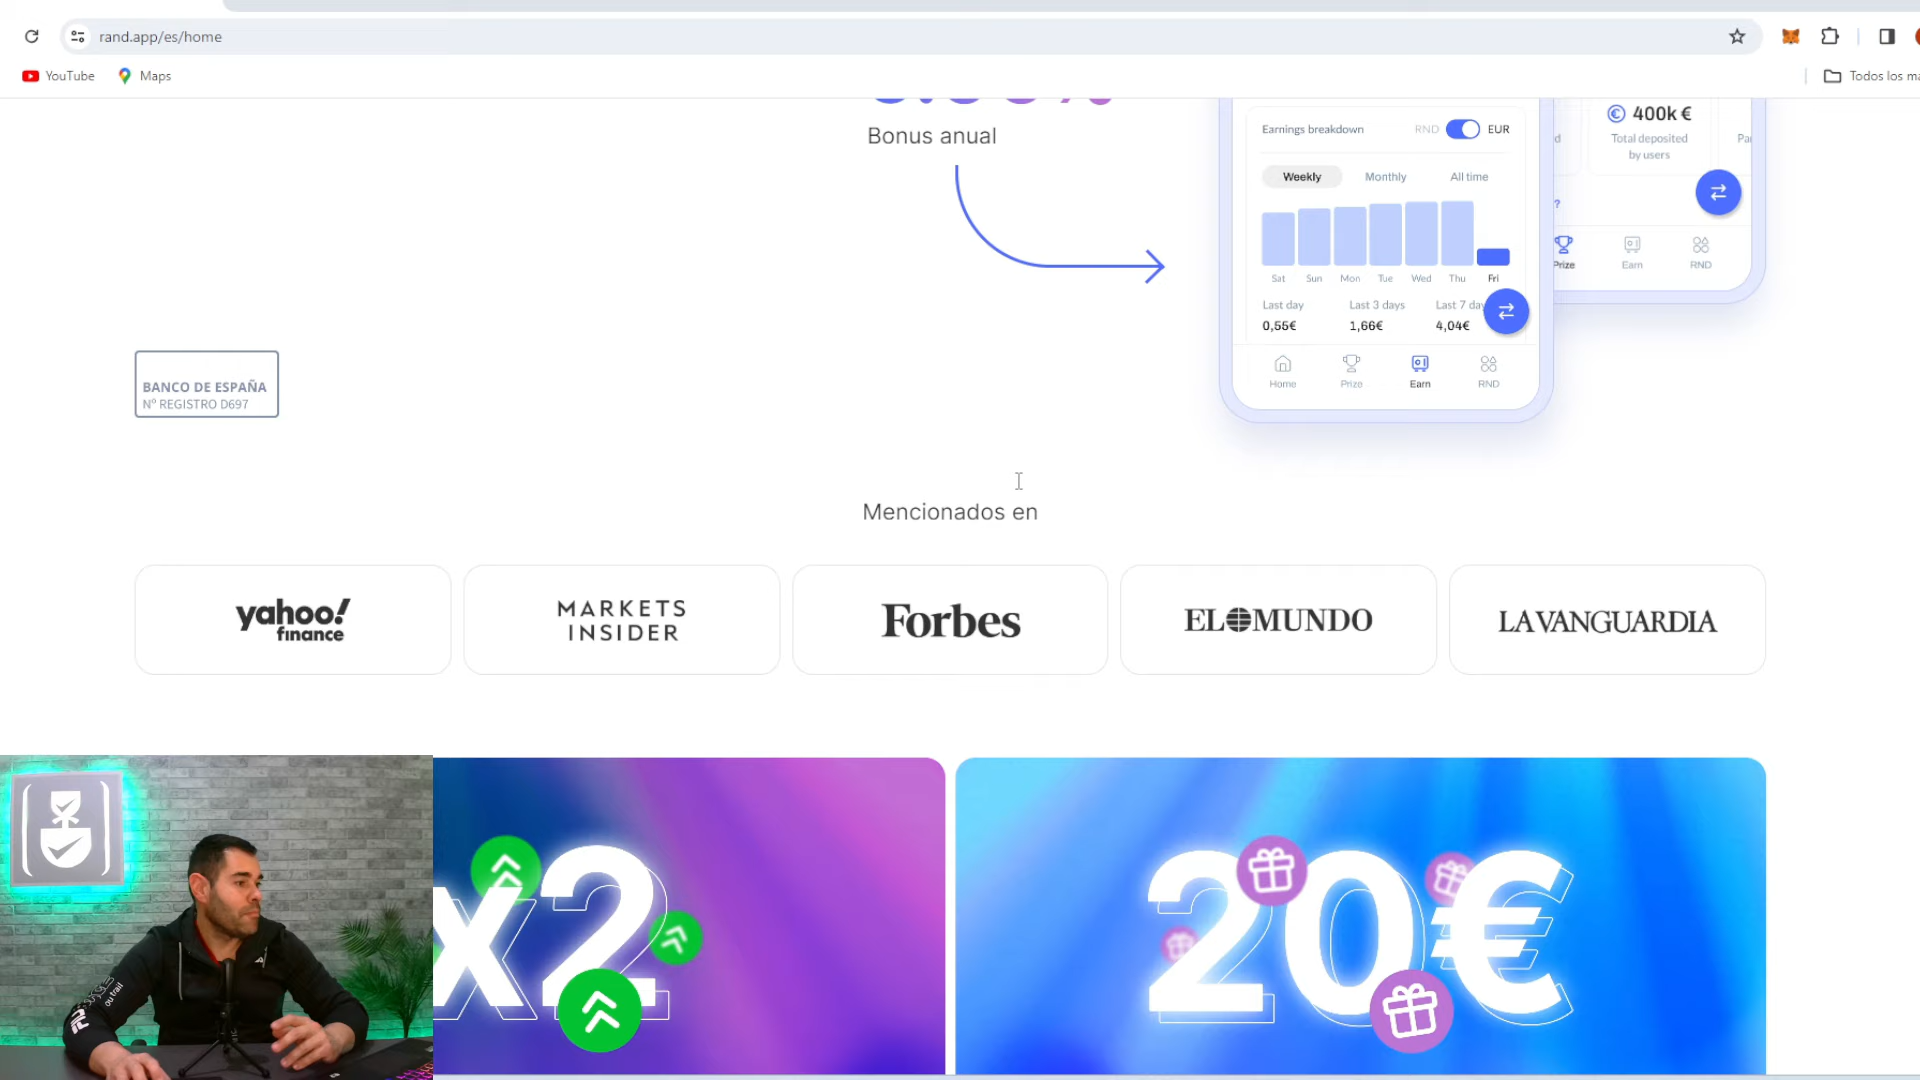 rand.app/es/home
YouTube
Maps
Todos los
Bonus anual
Earnings breakdown
RND
EUR
Weekly
Monthly
All time
Sat
Sun
Mon
Tue
Wed
Thu
Fri
Last day
Last 3 days
Last 7 day
0,55€
1,66€
4,04€
Home
Prize
Earn
RND
400k €
Total deposited
by users
?
Prize
Earn
RND
BANCO DE ESPAÑA
Nº REGISTRO D697
Mencionados en
yahoo!
finance
MARKETS
INSIDER
Forbes
EL MUNDO
LA VANGUARDIA
x2
20€